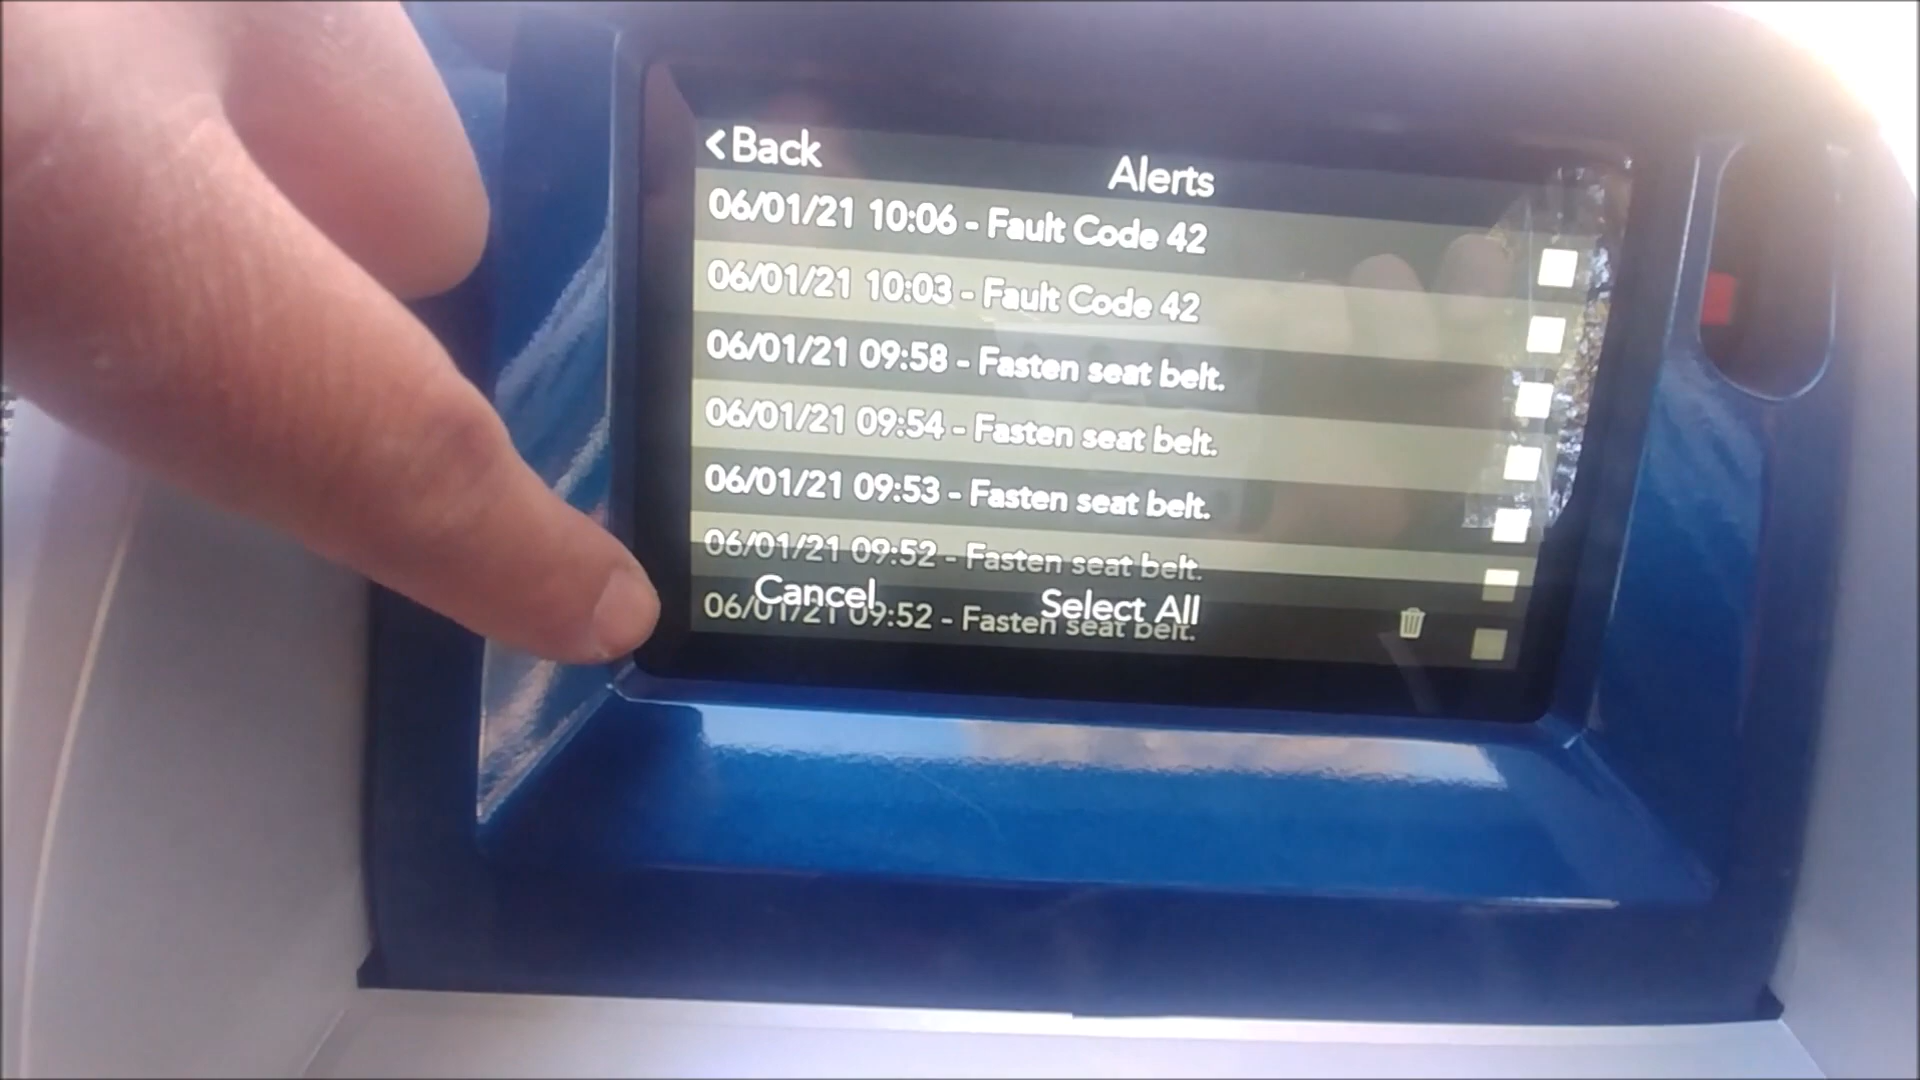 Back
Alerts
06/01/21 10:06 - Fault Code 42
06/01/21 10:03 - Fault Code 42
06/01/21 09:58 - Fasten seat belt.
06/01/21 09:54 - Fasten seat belt.
06/01/21 09:53 - Fasten seat belt.
06/01/21 09:52 - Fasten seat belt.
Cancel
Select All
06/01/21 09:52 - Fasten seat belt.